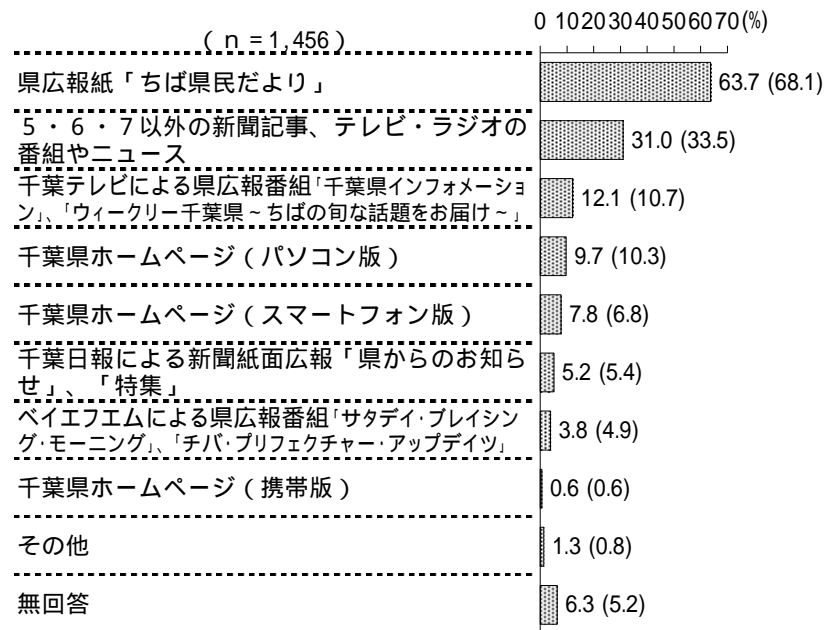 (n=1,456)
0 10 20 30 40 50 60 70(%)
県広報紙「ちば県民だより」
63.7 (68.1)
5・6・7以外の新聞記事、テレビ・ラジオの
番組やニュース
31.0 (33.5)
千葉テレビによる県広報番組「千葉県インフォメーショ
ン」、「ウィークリー千葉県~ちばの旬な話題をお届け~」
12.1 (10.7)
千葉県ホームページ(パソコン版)
9.7 (10.3)
千葉県ホームページ(スマートフォン版)
7.8 (6.8)
千葉日報による新聞紙面広報「県からのお知ら
せ」、「特集」
5.2 (5.4)
ベイエフエムによる県広報番組「サタデイ・ブレイシン
グ・モーニング」、「チバ・プリフェクチャー・アップデイツ」
3.8 (4.9)
千葉県ホームページ(携帯版)
0.6 (0.6)
その他
1.3 (0.8)
無回答
6.3 (5.2)